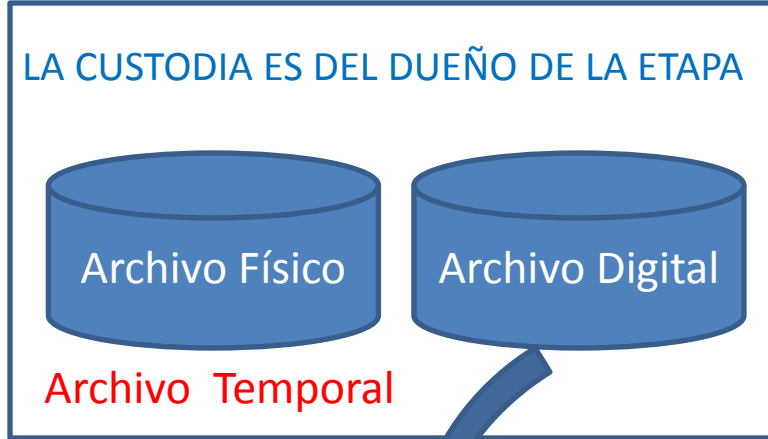 LA CUSTODIA ES DEL DUEÑO DE LA ETAPA
Archivo Físico
Archivo Digital
Archivo Temporal